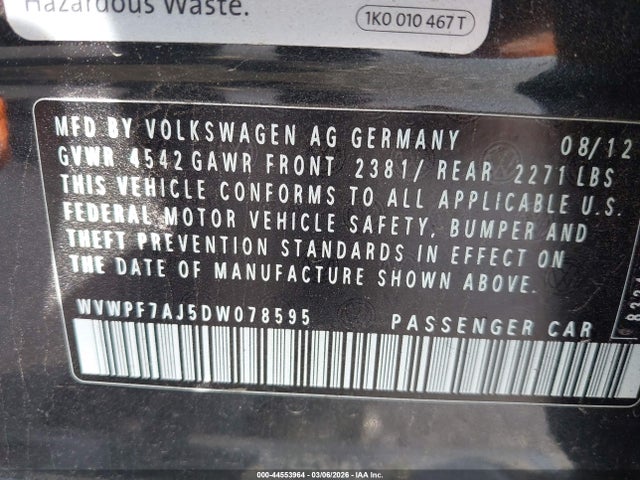 Hazardous Waste.
1K0 010 467 T
MFD BY VOLKSWAGEN AG GERMANY 08/12
GVWR 4542 GAWR FRONT 2381/ REAR 2271 LBS
THIS VEHICLE CONFORMS TO ALL APPLICABLE U.S.
FEDERAL MOTOR VEHICLE SAFETY, BUMPER AND
THEFT PREVENTION STANDARDS IN EFFECT ON
THE DATE OF MANUFACTURE SHOWN ABOVE.
WVWPF7AJ5DW078595 PASSENGER CAR
000-44553964 | 03/06/2026 - IAA Inc.